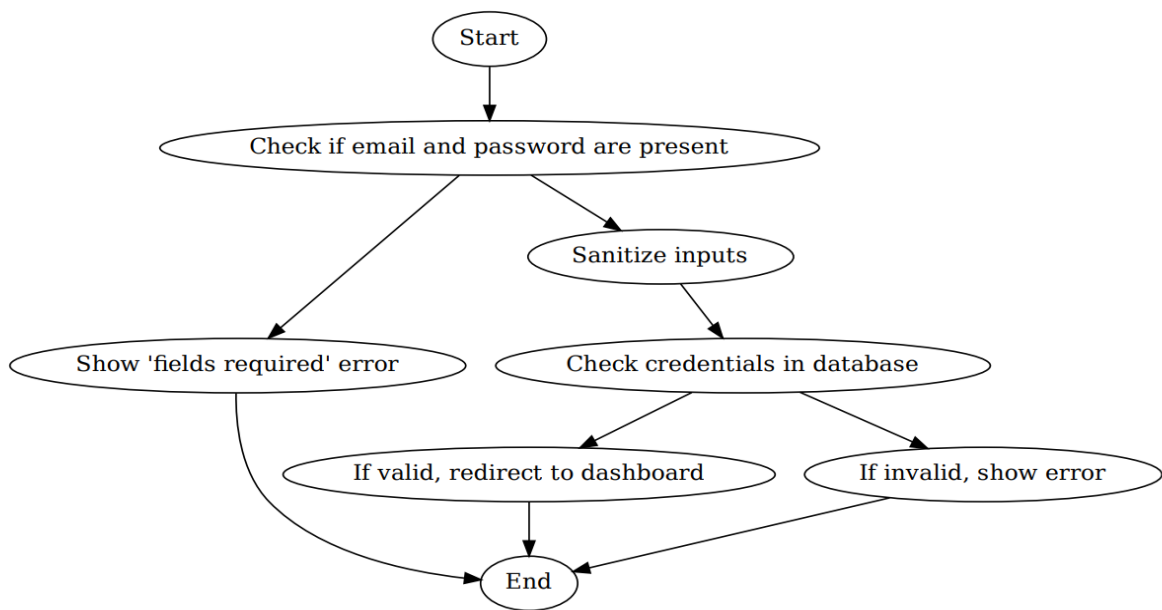 Start
Check if email and password are present
Sanitize inputs
Show 'fields required' error
Check credentials in database
If valid, redirect to dashboard
If invalid, show error
End